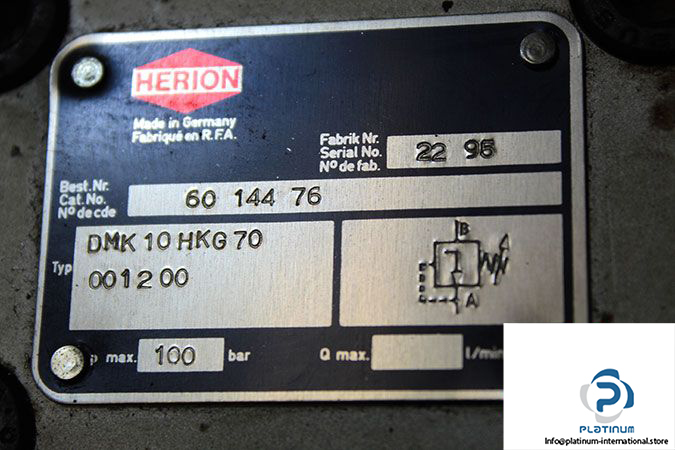 HERION
Made in Germany
Fabriqué en R.F.A.
Fabrik Nr.
Serial No.
Nº de fab.
22 95
Best. Nr.
Cat. No.
Nº de cde
60 144 76
Typ
DMK 10 HKG 70
001200
B
A
p max. 100 bar
Q max. l/min
PLATINUM
Info@platinum-international.store